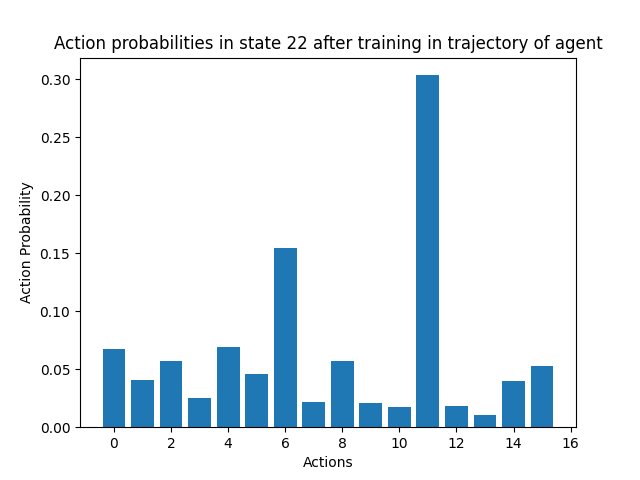 Action probabilities in state 22 after training in trajectory of agent
0.30
0.25
0.20
0.15
0.10
0.05
0.00
Action Probability
0 2 4 6 8 10 12 14 16
Actions